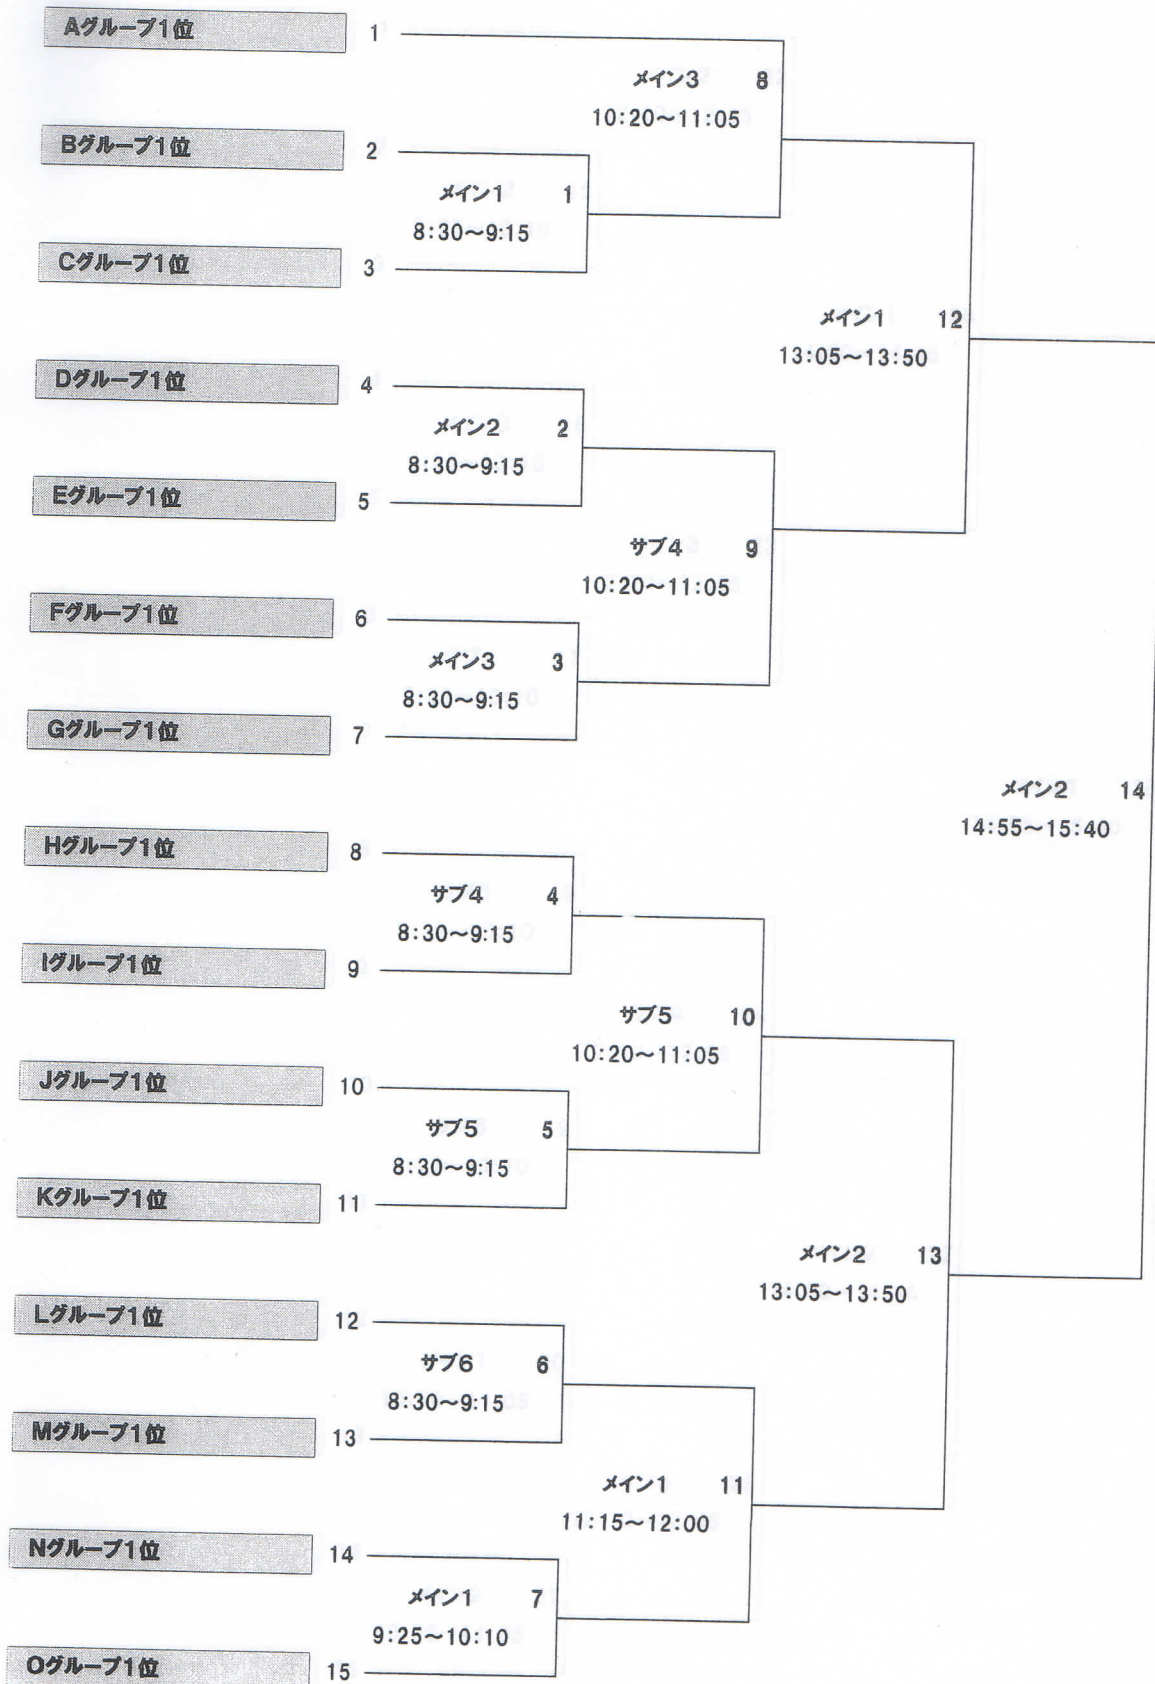 Aグループ1位 1
メイン3 8
10:20～11:05
Bグループ1位 2
メイン1 1
8:30～9:15
Cグループ1位 3
メイン1 12
13:05～13:50
Dグループ1位 4
メイン2 2
8:30～9:15
Eグループ1位 5
サブ4 9
10:20～11:05
Fグループ1位 6
メイン3 3
8:30～9:15
Gグループ1位 7
メイン2 14
14:55～15:40
Hグループ1位 8
サブ4 4
8:30～9:15
Iグループ1位 9
サブ5 10
10:20～11:05
Jグループ1位 10
サブ5 5
8:30～9:15
Kグループ1位 11
メイン2 13
13:05～13:50
Lグループ1位 12
サブ6 6
8:30～9:15
Mグループ1位 13
メイン1 11
11:15～12:00
Nグループ1位 14
メイン1 7
9:25～10:10
Oグループ1位 15